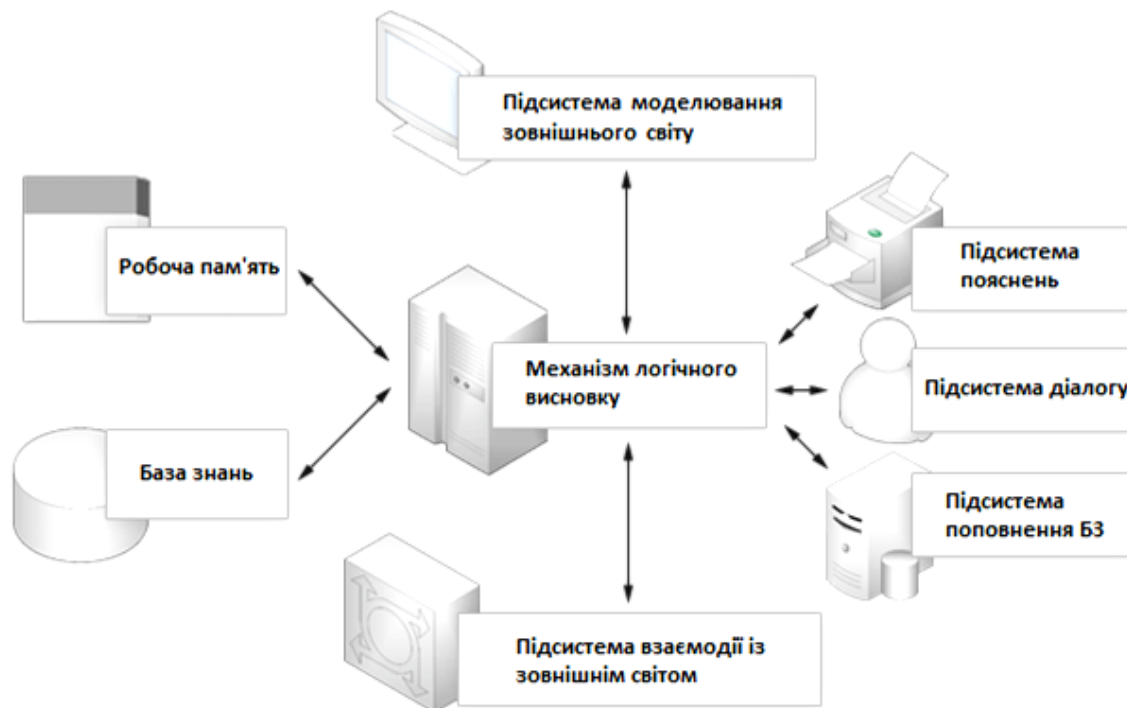 Підсистема моделювання
зовнішнього світу
Робоча пам'ять
Підсистема
пояснень
Механізм логічного
висновку
Підсистема діалогу
База знань
Підсистема
поповнення БЗ
Підсистема взаємодії із
зовнішнім світом